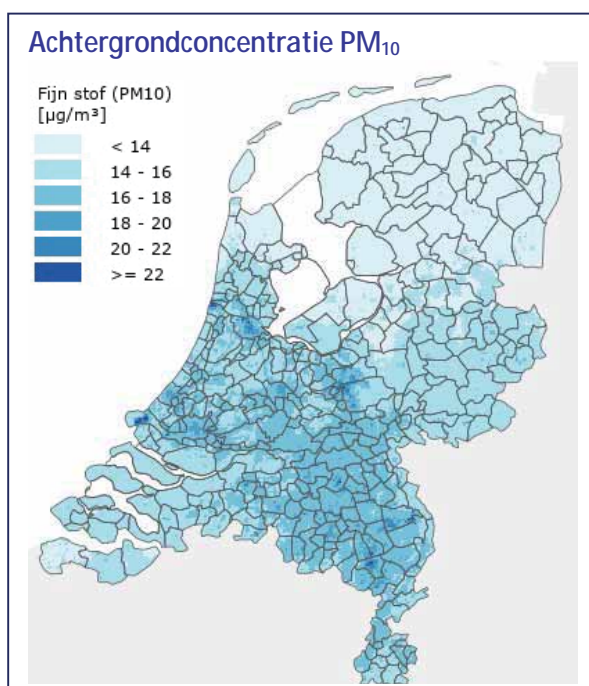 Achtergrondconcentratie PM₁₀
Fijn stof (PM10)
[µg/m³]
< 14
14 - 16
16 - 18
18 - 20
20 - 22
>= 22